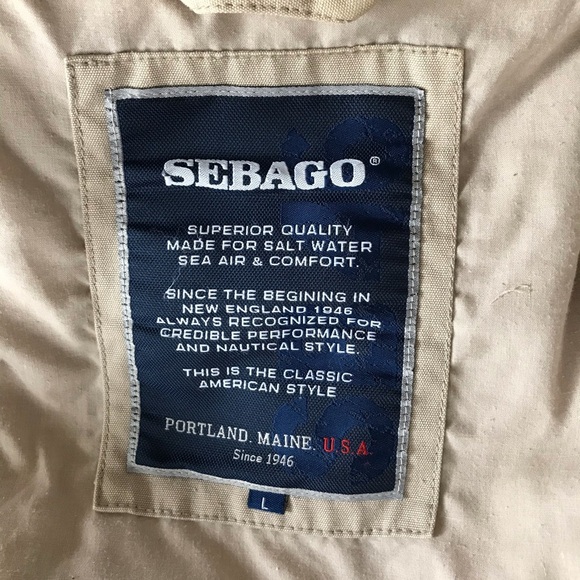 SEBAGO®
SUPERIOR QUALITY
MADE FOR SALT WATER
SEA AIR & COMFORT.
SINCE THE BEGINING IN
NEW ENGLAND 1946
ALWAYS RECOGNIZED FOR
CREDIBLE PERFORMANCE
AND NAUTICAL STYLE.
THIS IS THE CLASSIC
AMERICAN STYLE
PORTLAND. MAINE. U.S.A.
Since 1946
L